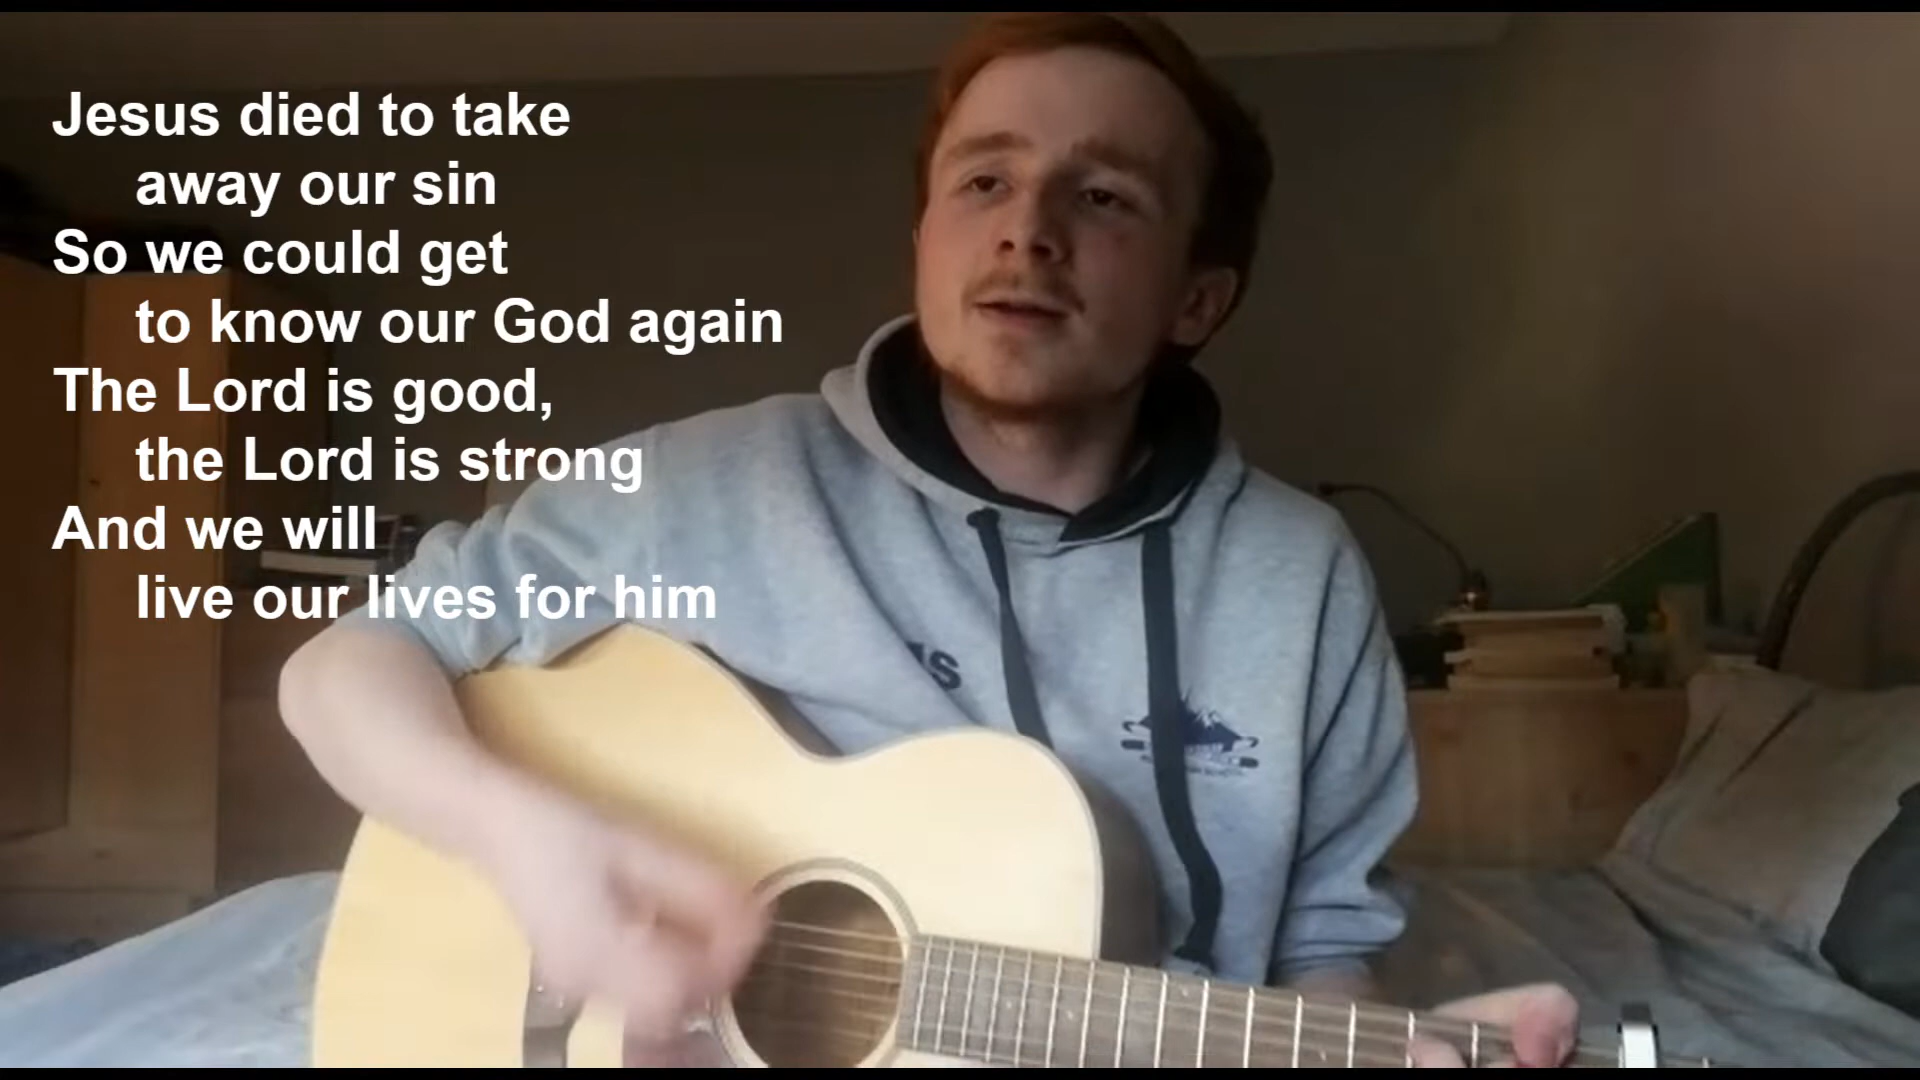 Jesus died to take
away our sin
So we could get
to know our God again
The Lord is good,
the Lord is strong
And we will
live our lives for him